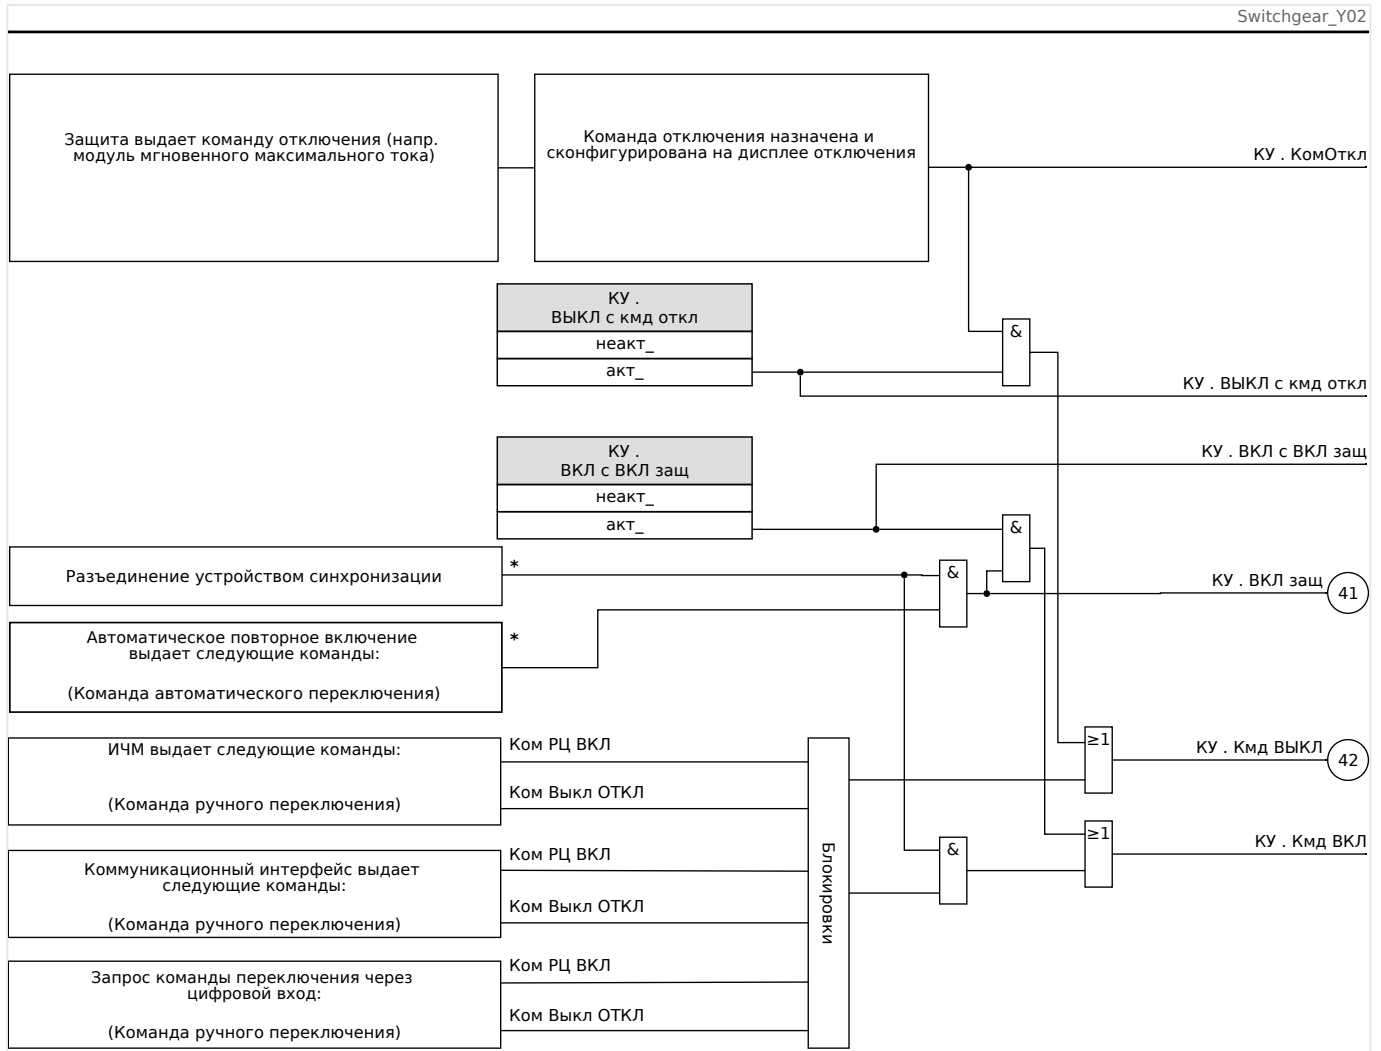 Switchgear_Y02
Защита выдает команду отключения (напр.
модуль мгновенного максимального тока)
Команда отключения назначена и
сконфигурирована на дисплее отключения
КУ . КомОткл
КУ .
ВЫКЛ с кмд откл
неакт_
акт_
&
КУ . ВЫКЛ с кмд откл
КУ .
ВКЛ с ВКЛ защ
неакт_
акт_
КУ . ВКЛ с ВКЛ защ
&
Разъединение устройством синхронизации
*
&
КУ . ВКЛ защ
41
Автоматическое повторное включение
выдает следующие команды:
(Команда автоматического переключения)
*
ИЧМ выдает следующие команды:
(Команда ручного переключения)
Ком РЦ ВКЛ
Ком Выкл ОТКЛ
≥1
КУ . Кмд ВЫКЛ
42
Коммуникационный интерфейс выдает
следующие команды:
(Команда ручного переключения)
Ком РЦ ВКЛ
Ком Выкл ОТКЛ
Блокировки
&
≥1
КУ . Кмд ВКЛ
Запрос команды переключения через
цифровой вход:
(Команда ручного переключения)
Ком РЦ ВКЛ
Ком Выкл ОТКЛ